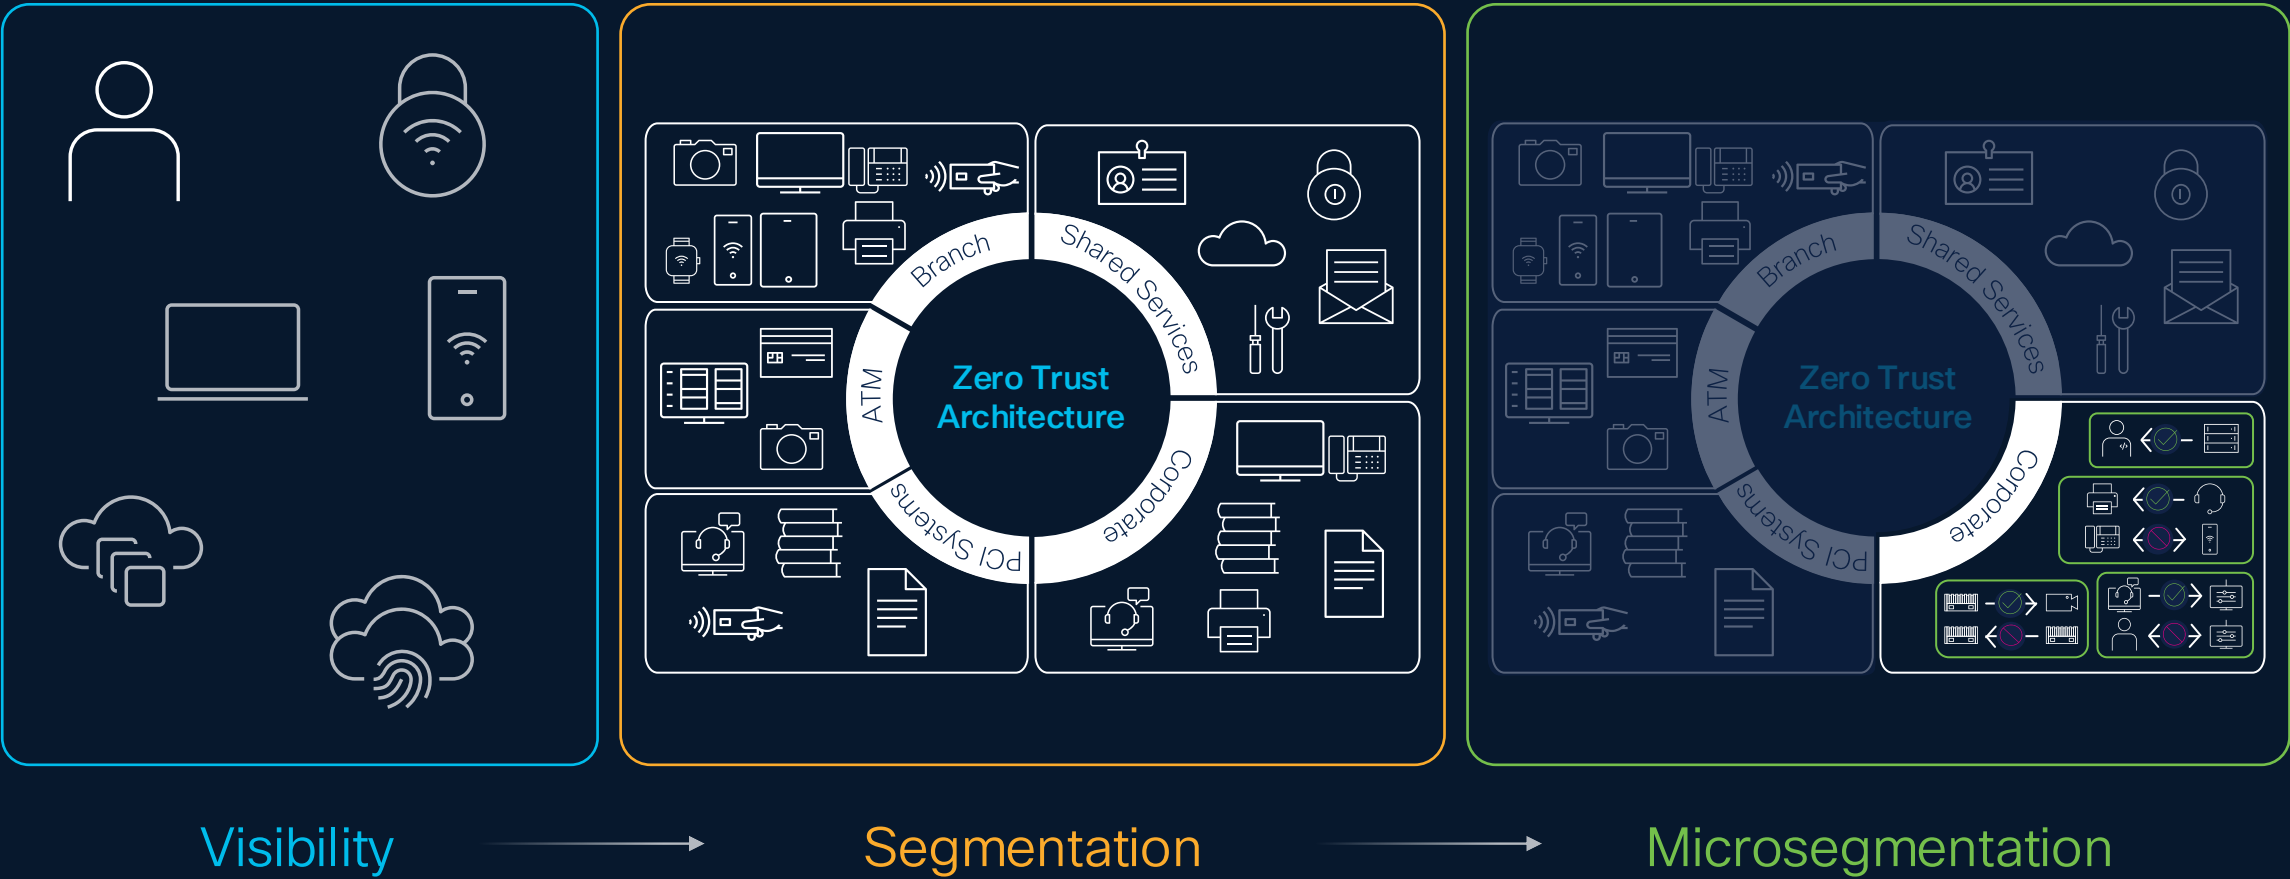 Branch
Shared Services
ATM
Zero Trust
Architecture
PCI Systems
Corporate
Branch
Shared Services
ATM
Zero Trust
Architecture
PCI Systems
Corporate
Visibility
Segmentation
Microsegmentation